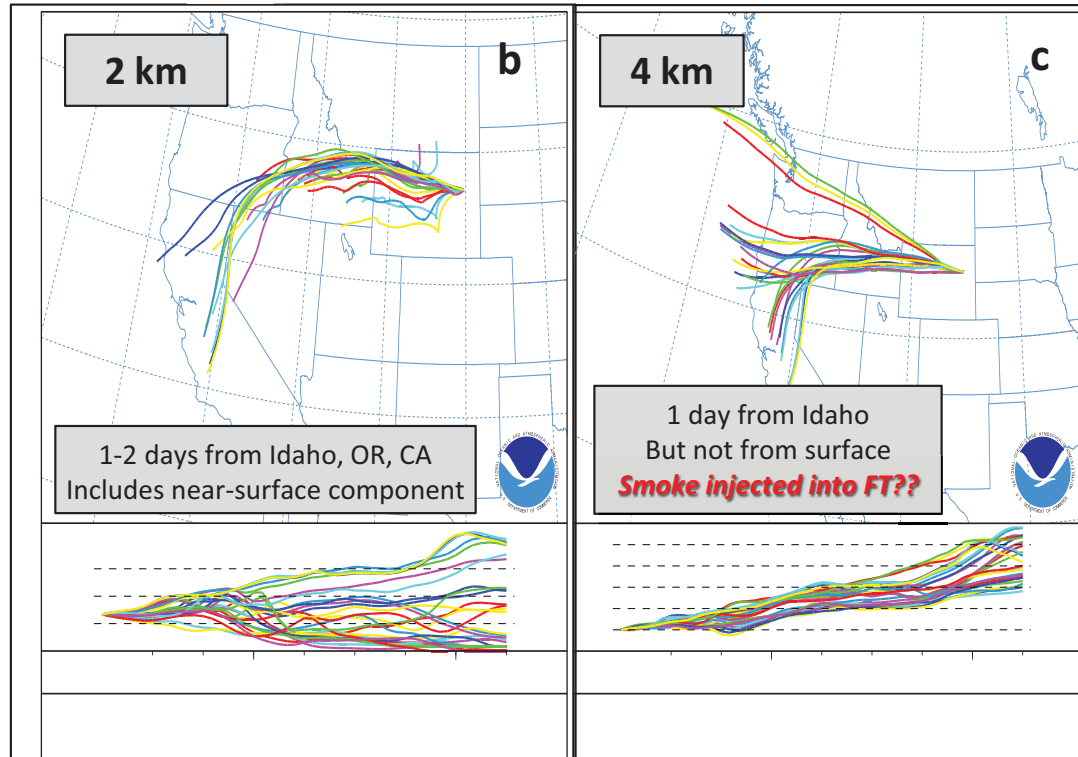 2 km
b
1-2 days from Idaho, OR, CA
Includes near-surface component
4 km
c
1 day from Idaho
But not from surface
Smoke injected into FT??